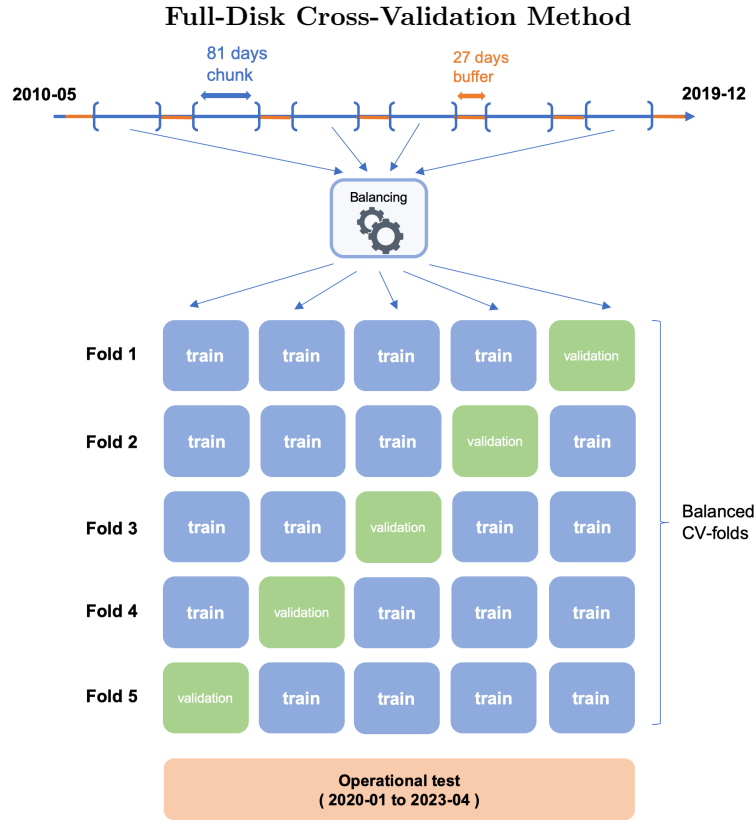 Full-Disk Cross-Validation Method
81 days
chunk
27 days
buffer
2010-05
2019-12
Balancing
Fold 1
train
train
train
train
validation
Fold 2
train
train
train
validation
train
Fold 3
train
train
validation
train
train
Balanced
CV-folds
Fold 4
train
validation
train
train
train
Fold 5
validation
train
train
train
train
Operational test
( 2020-01 to 2023-04 )